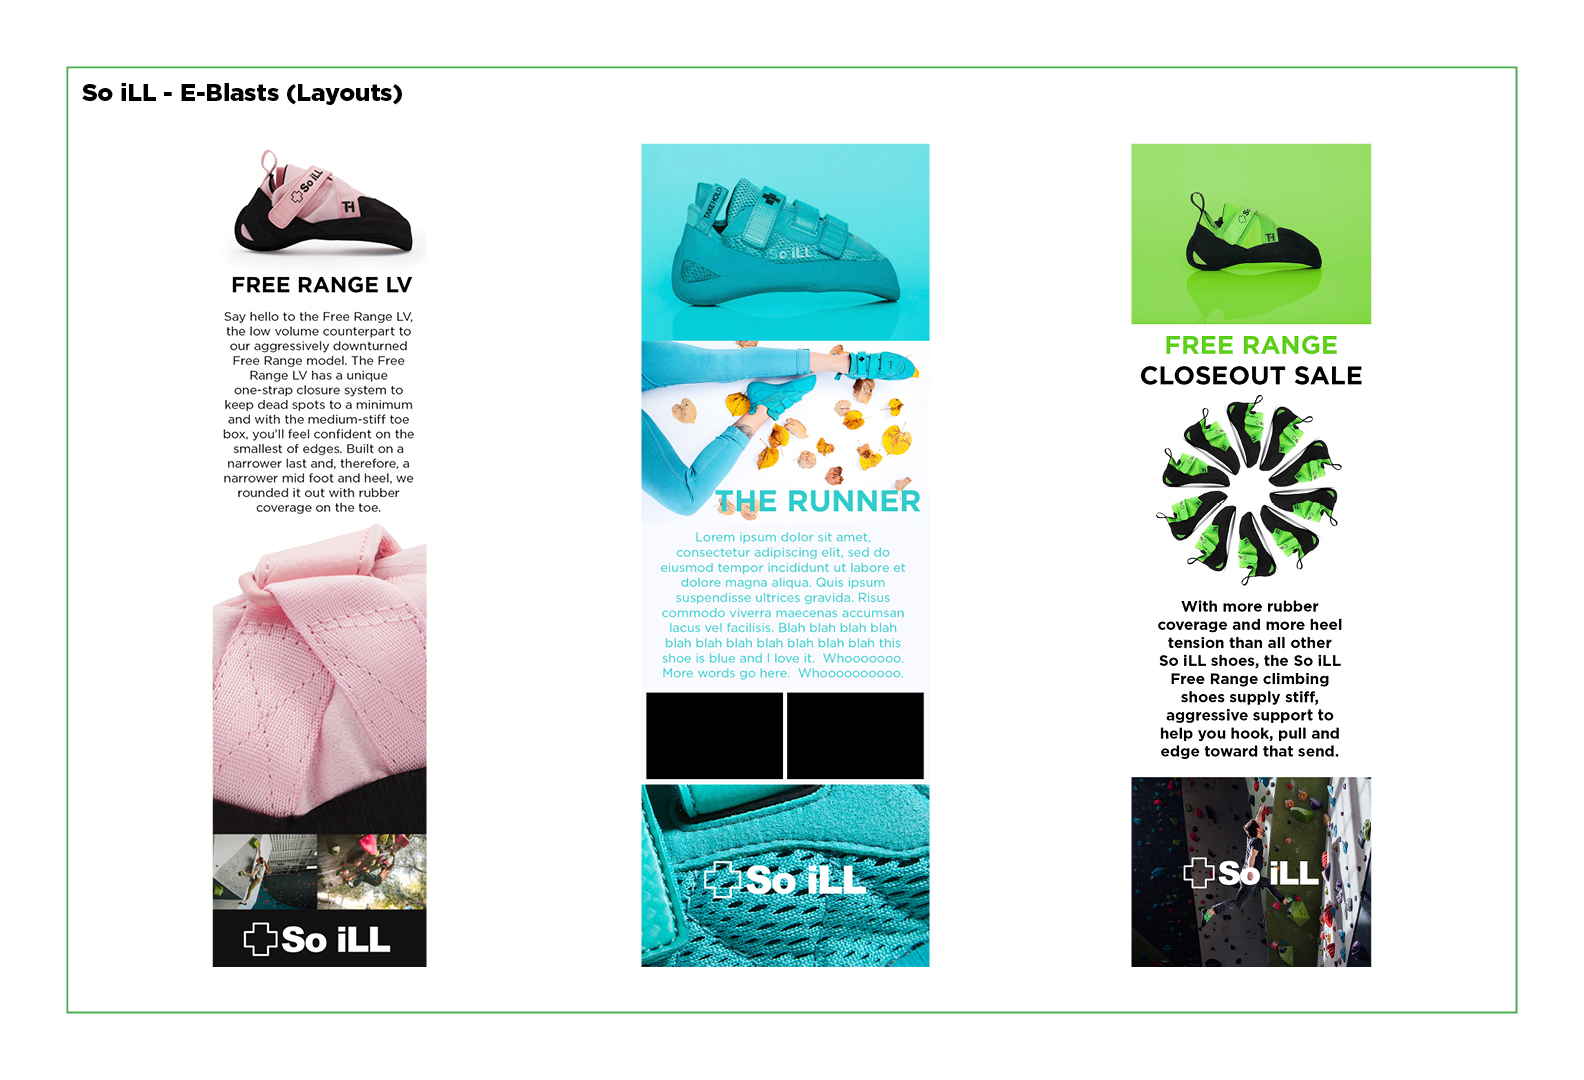 So iLL - E-Blasts (Layouts)
So iLL
TH
FREE RANGE LV
Say hello to the Free Range LV,
the low volume counterpart to
our aggressively downturned
Free Range model. The Free
Range LV has a unique
one-strap closure system to
keep dead spots to a minimum
and with the medium-stiff toe
box, you'll feel confident on the
smallest of edges. Built on a
narrower last and, therefore, a
narrower mid foot and heel, we
rounded it out with rubber
coverage on the toe.
So iLL
TAKEHOLD
So iLL
THE RUNNER
Lorem ipsum dolor sit amet,
consectetur adipiscing elit, sed do
eiusmod tempor incididunt ut labore et
dolore magna aliqua. Quis ipsum
suspendisse ultrices gravida. Risus
commodo viverra maecenas accumsan
lacus vel facilisis. Blah blah blah blah
blah blah blah blah blah blah blah this
shoe is blue and I love it.  Whooooooo.
More words go here.  Whoooooooooo.
So iLL
TH
FREE RANGE
CLOSEOUT SALE
With more rubber
coverage and more heel
tension than all other
So iLL shoes, the So iLL
Free Range climbing
shoes supply stiff,
aggressive support to
help you hook, pull and
edge toward that send.
So iLL